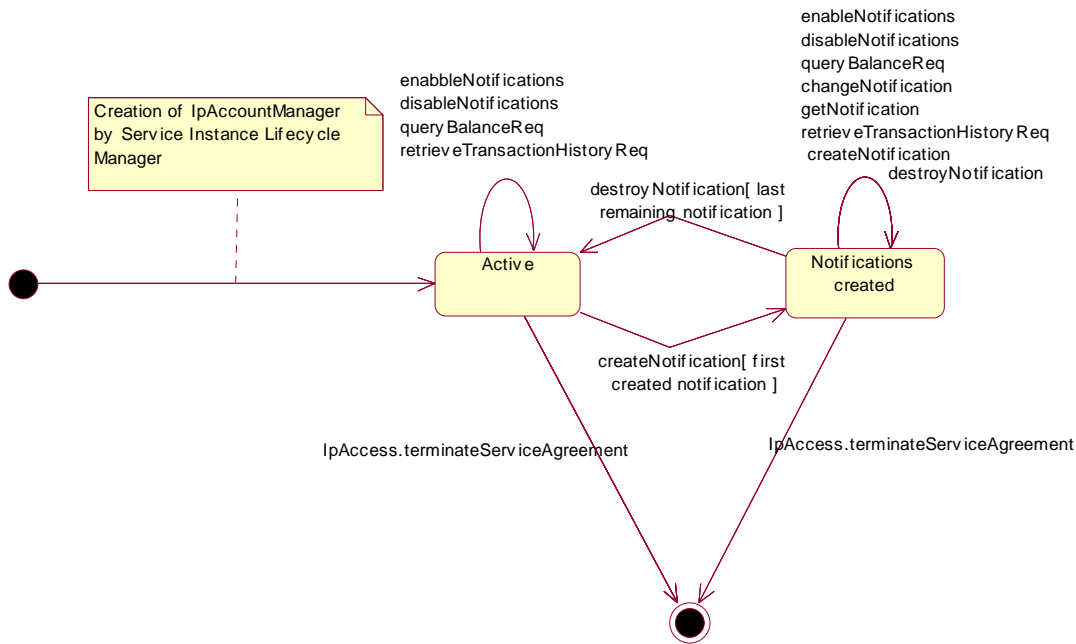 enableNotifications
disableNotifications
queryBalanceReq
changeNotification
getNotification
retrieveTransactionHistoryReq
createNotification
destroyNotification
enabbleNotifications
disableNotifications
queryBalanceReq
retrieveTransactionHistoryReq
Creation of IpAccountManager
by Service Instance Lifecycle
Manager
destroyNotification[ last
remaining notification ]
Active
Notifications
created
createNotification[ first
created notification ]
IpAccess.terminateServiceAgreement
IpAccess.terminateServiceAgreement